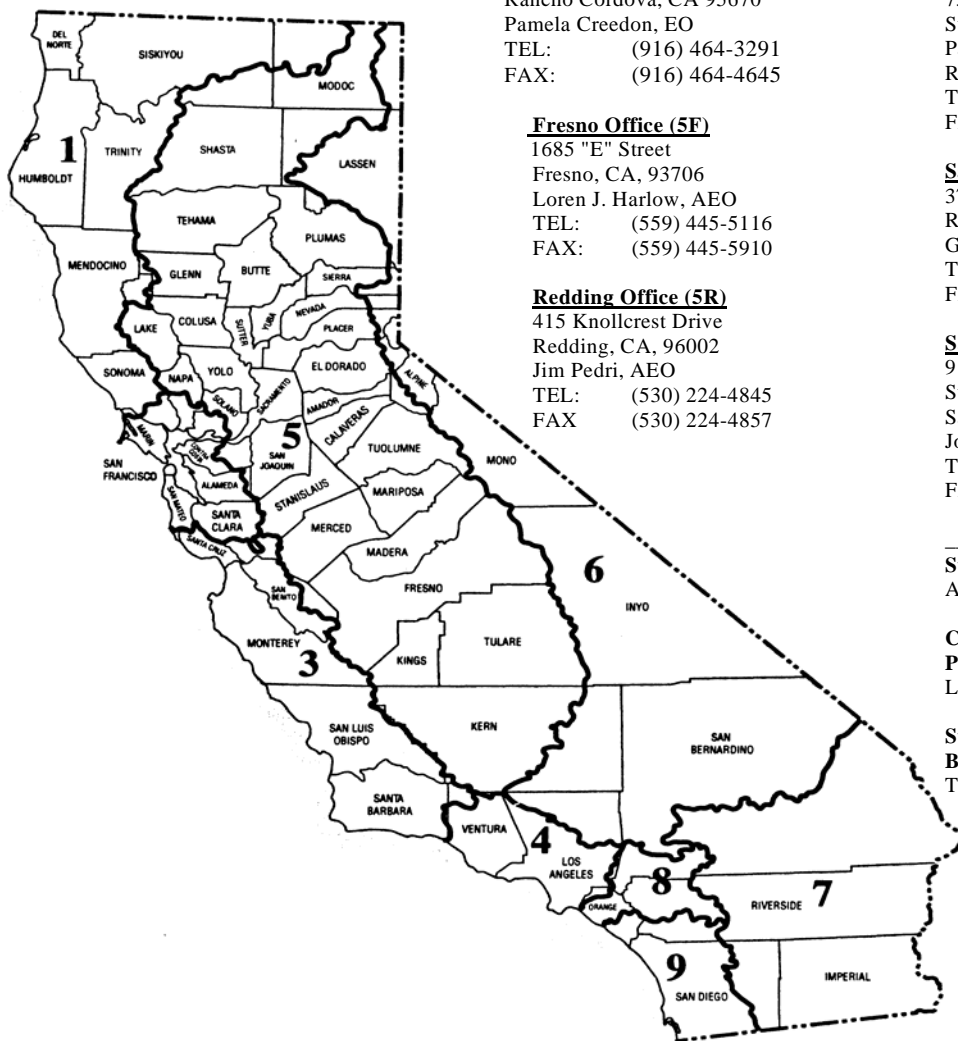 DEL
NORTE
SISKIYOU
MODOC
1
HUMBOLDT
TRINITY
SHASTA
LASSEN
TEHAMA
PLUMAS
MENDOCINO
GLENN
BUTTE
SIERRA
LAKE
COLUSA
SUTTER
YUBA
NEVADA
PLACER
SONOMA
NAPA
YOLO
EL DORADO
ALPINE
SOLANO
SACRAMENTO
AMADOR
CALAVERAS
MARIN
CONTRA
COSTA
5
SAN
JOAQUIN
TUOLUMNE
MONO
SAN
FRANCISCO
ALAMEDA
STANISLAUS
MARIPOSA
SAN MATEO
SANTA
CLARA
MERCED
SANTA CRUZ
MADERA
6
SAN
BENITO
FRESNO
INYO
MONTEREY
3
KINGS
TULARE
SAN LUIS
OBISPO
KERN
SAN
BERNARDINO
SANTA
BARBARA
VENTURA
4
LOS
ANGELES
8
ORANGE
RIVERSIDE
7
9
SAN DIEGO
IMPERIAL
Rancho Cordova, CA 95670
Pamela Creedon, EO
TEL: (916) 464-3291
FAX: (916) 464-4645
Fresno Office (5F)
1685 "E" Street
Fresno, CA, 93706
Loren J. Harlow, AEO
TEL: (559) 445-5116
FAX: (559) 445-5910
Redding Office (5R)
415 Knollcrest Drive
Redding, CA, 96002
Jim Pedri, AEO
TEL: (530) 224-4845
FAX (530) 224-4857